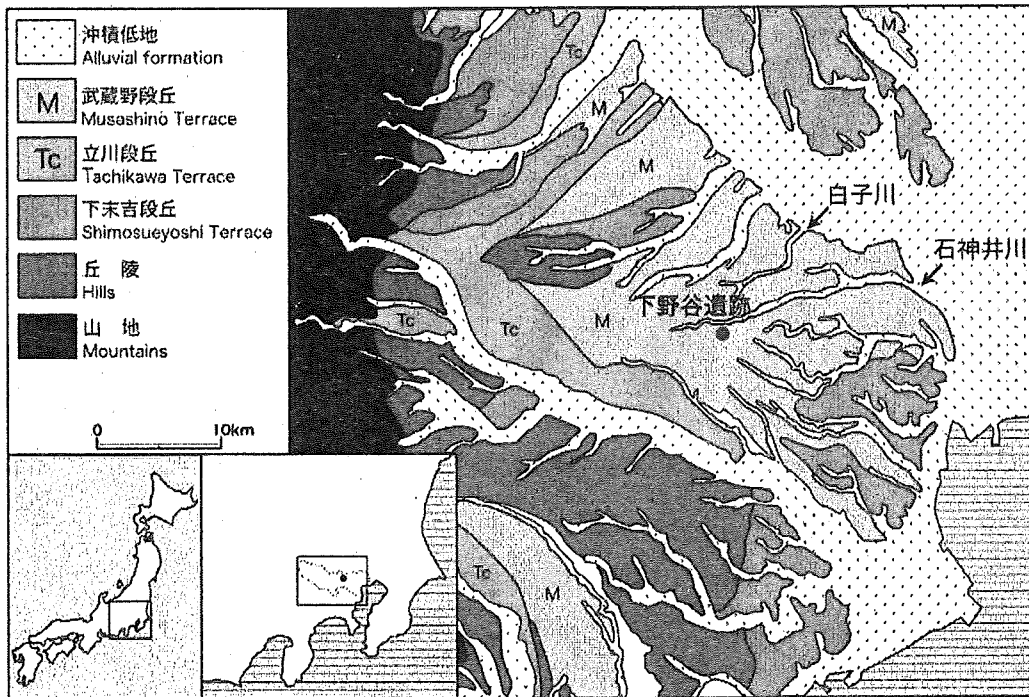 沖積低地
Alluvial formation
M
武蔵野段丘
Musashino Terrace
Tc
立川段丘
Tachikawa Terrace
下末吉段丘
Shimosueyoshi Terrace
丘 陵
Hills
山 地
Mountains
0 10km
Tc
M
M
M
白子川
石神井川
下野谷遺跡
M
Tc
Tc
Tc
M